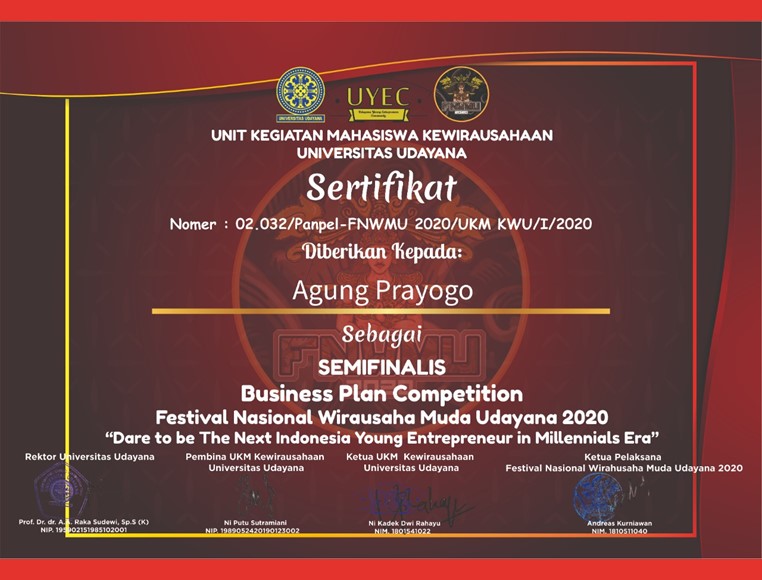 UNIVERSITAS UDAYANA
UYEC
UNIT KEGIATAN MAHASISWA KEWIRAUSAHAAN
UNIVERSITAS UDAYANA
Sertifikat
Nomer : 02.032/Panpel-FNWMU 2020/UKM KWU/I/2020
Diberikan Kepada:
Agung Prayogo
Sebagai
FNWMU
SEMIFINALIS
Business Plan Competition
Festival Nasional Wirausaha Muda Udayana 2020
“Dare to be The Next Indonesia Young Entrepreneur in Millennials Era”
Rektor Universitas Udayana
Pembina UKM Kewirausahaan
Universitas Udayana
Ketua UKM Kewirausahaan
Universitas Udayana
Ketua Pelaksana
Festival Nasional Wirahusaha Muda Udayana 2020
Prof. Dr. dr. A.A. Raka Sudewi, Sp.S (K)
NIP. 195902151985102001
Ni Putu Sutramiani
NIP. 1989052420190123002
Ni Kadek Dwi Rahayu
NIM. 1801541022
Andreas Kurniawan
NIM. 1810511040